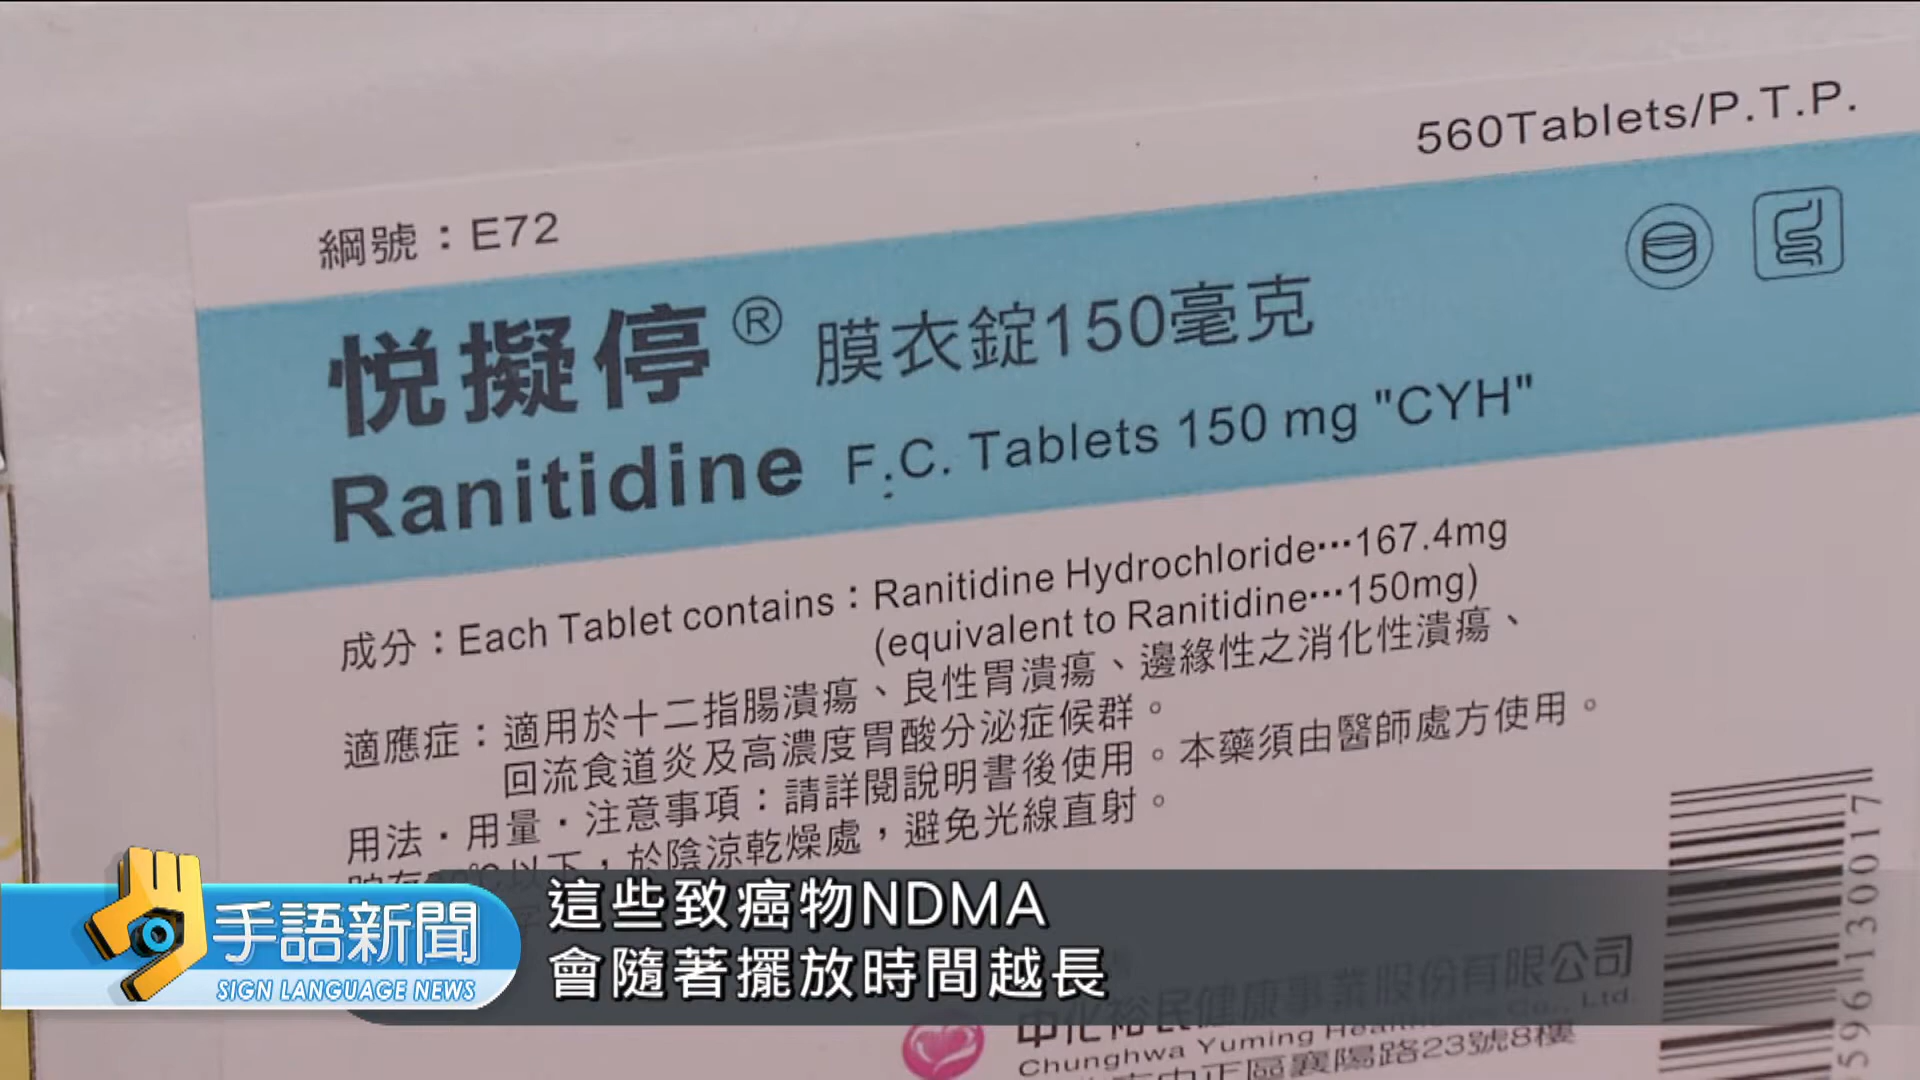 560Tablets/P.T.P.
綱號：E72
悦擬停® 膜衣錠150毫克
Ranitidine F.C. Tablets 150 mg "CYH"
成分：Each Tablet contains：Ranitidine Hydrochloride…167.4mg
(equivalent to Ranitidine…150mg)
適應症：適用於十二指腸潰瘍、良性胃潰瘍、邊緣性之消化性潰瘍、
回流食道炎及高濃度胃酸分泌症候群。
用法・用量・注意事項：請詳閱說明書後使用。本藥須由醫師處方使用。
℃以下，於陰涼乾燥處，避免光線直射。
手語新聞
SIGN LANGUAGE NEWS
這些致癌物NDMA
會隨著擺放時間越長
中化裕民健康事業股份有限公司
Chunghwa Yuming Healthcare Co., Ltd.
中正區襄陽路23號8樓
596130017